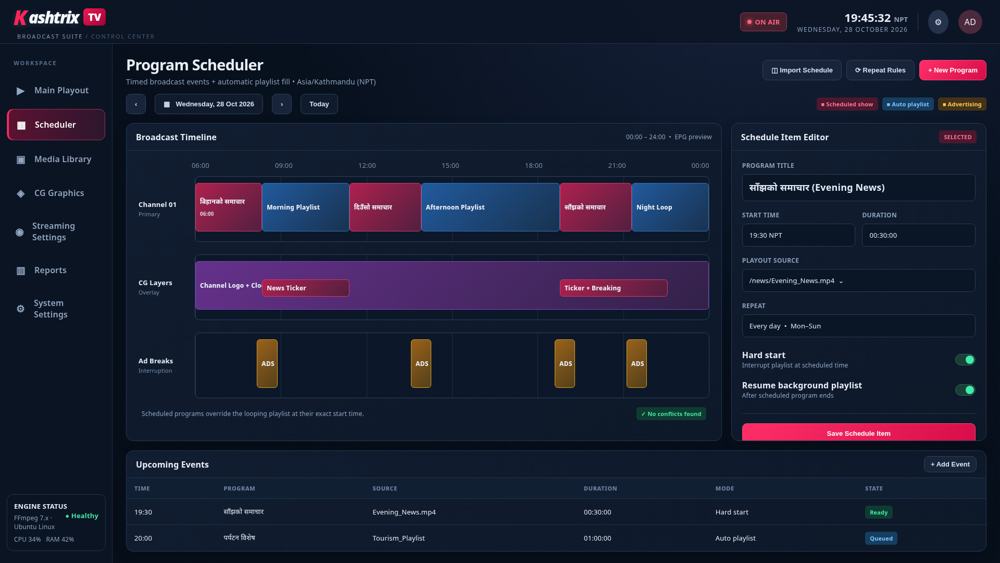 Kashtrix TV
BROADCAST SUITE / CONTROL CENTER
ON AIR
19:45:32 NPT
WEDNESDAY, 28 OCTOBER 2026
AD
WORKSPACE
Main Playout
Scheduler
Media Library
CG Graphics
Streaming
Settings
Reports
System
Settings
ENGINE STATUS
FFmpeg 7.x ·
Ubuntu Linux
● Healthy
CPU 34% RAM 42%
Program Scheduler
Timed broadcast events + automatic playlist fill • Asia/Kathmandu (NPT)
Import Schedule
Repeat Rules
+ New Program
‹
Wednesday, 28 Oct 2026
›
Today
Scheduled show
Auto playlist
Advertising
Broadcast Timeline
00:00 – 24:00 · EPG preview
06:00 09:00 12:00 15:00 18:00 21:00 00:00
Channel 01
Primary
बिहानको समाचार
06:00
Morning Playlist
दिउँसो समाचार
Afternoon Playlist
साँझको समाचार
Night Loop
CG Layers
Overlay
Channel Logo + Clo
News Ticker
Ticker + Breaking
Ad Breaks
Interruption
ADS
ADS
ADS
ADS
Scheduled programs override the looping playlist at their exact start time.
✓ No conflicts found
Schedule Item Editor
SELECTED
PROGRAM TITLE
साँझको समाचार (Evening News)
START TIME
19:30 NPT
DURATION
00:30:00
PLAYOUT SOURCE
/news/Evening_News.mp4
REPEAT
Every day • Mon–Sun
Hard start
Interrupt playlist at scheduled time
Resume background playlist
After scheduled program ends
Save Schedule Item
Upcoming Events
+ Add Event
TIME PROGRAM SOURCE DURATION MODE STATE
19:30 साँझको समाचार Evening_News.mp4 00:30:00 Hard start Ready
20:00 पर्यटन विशेष Tourism_Playlist 01:00:00 Auto playlist Queued